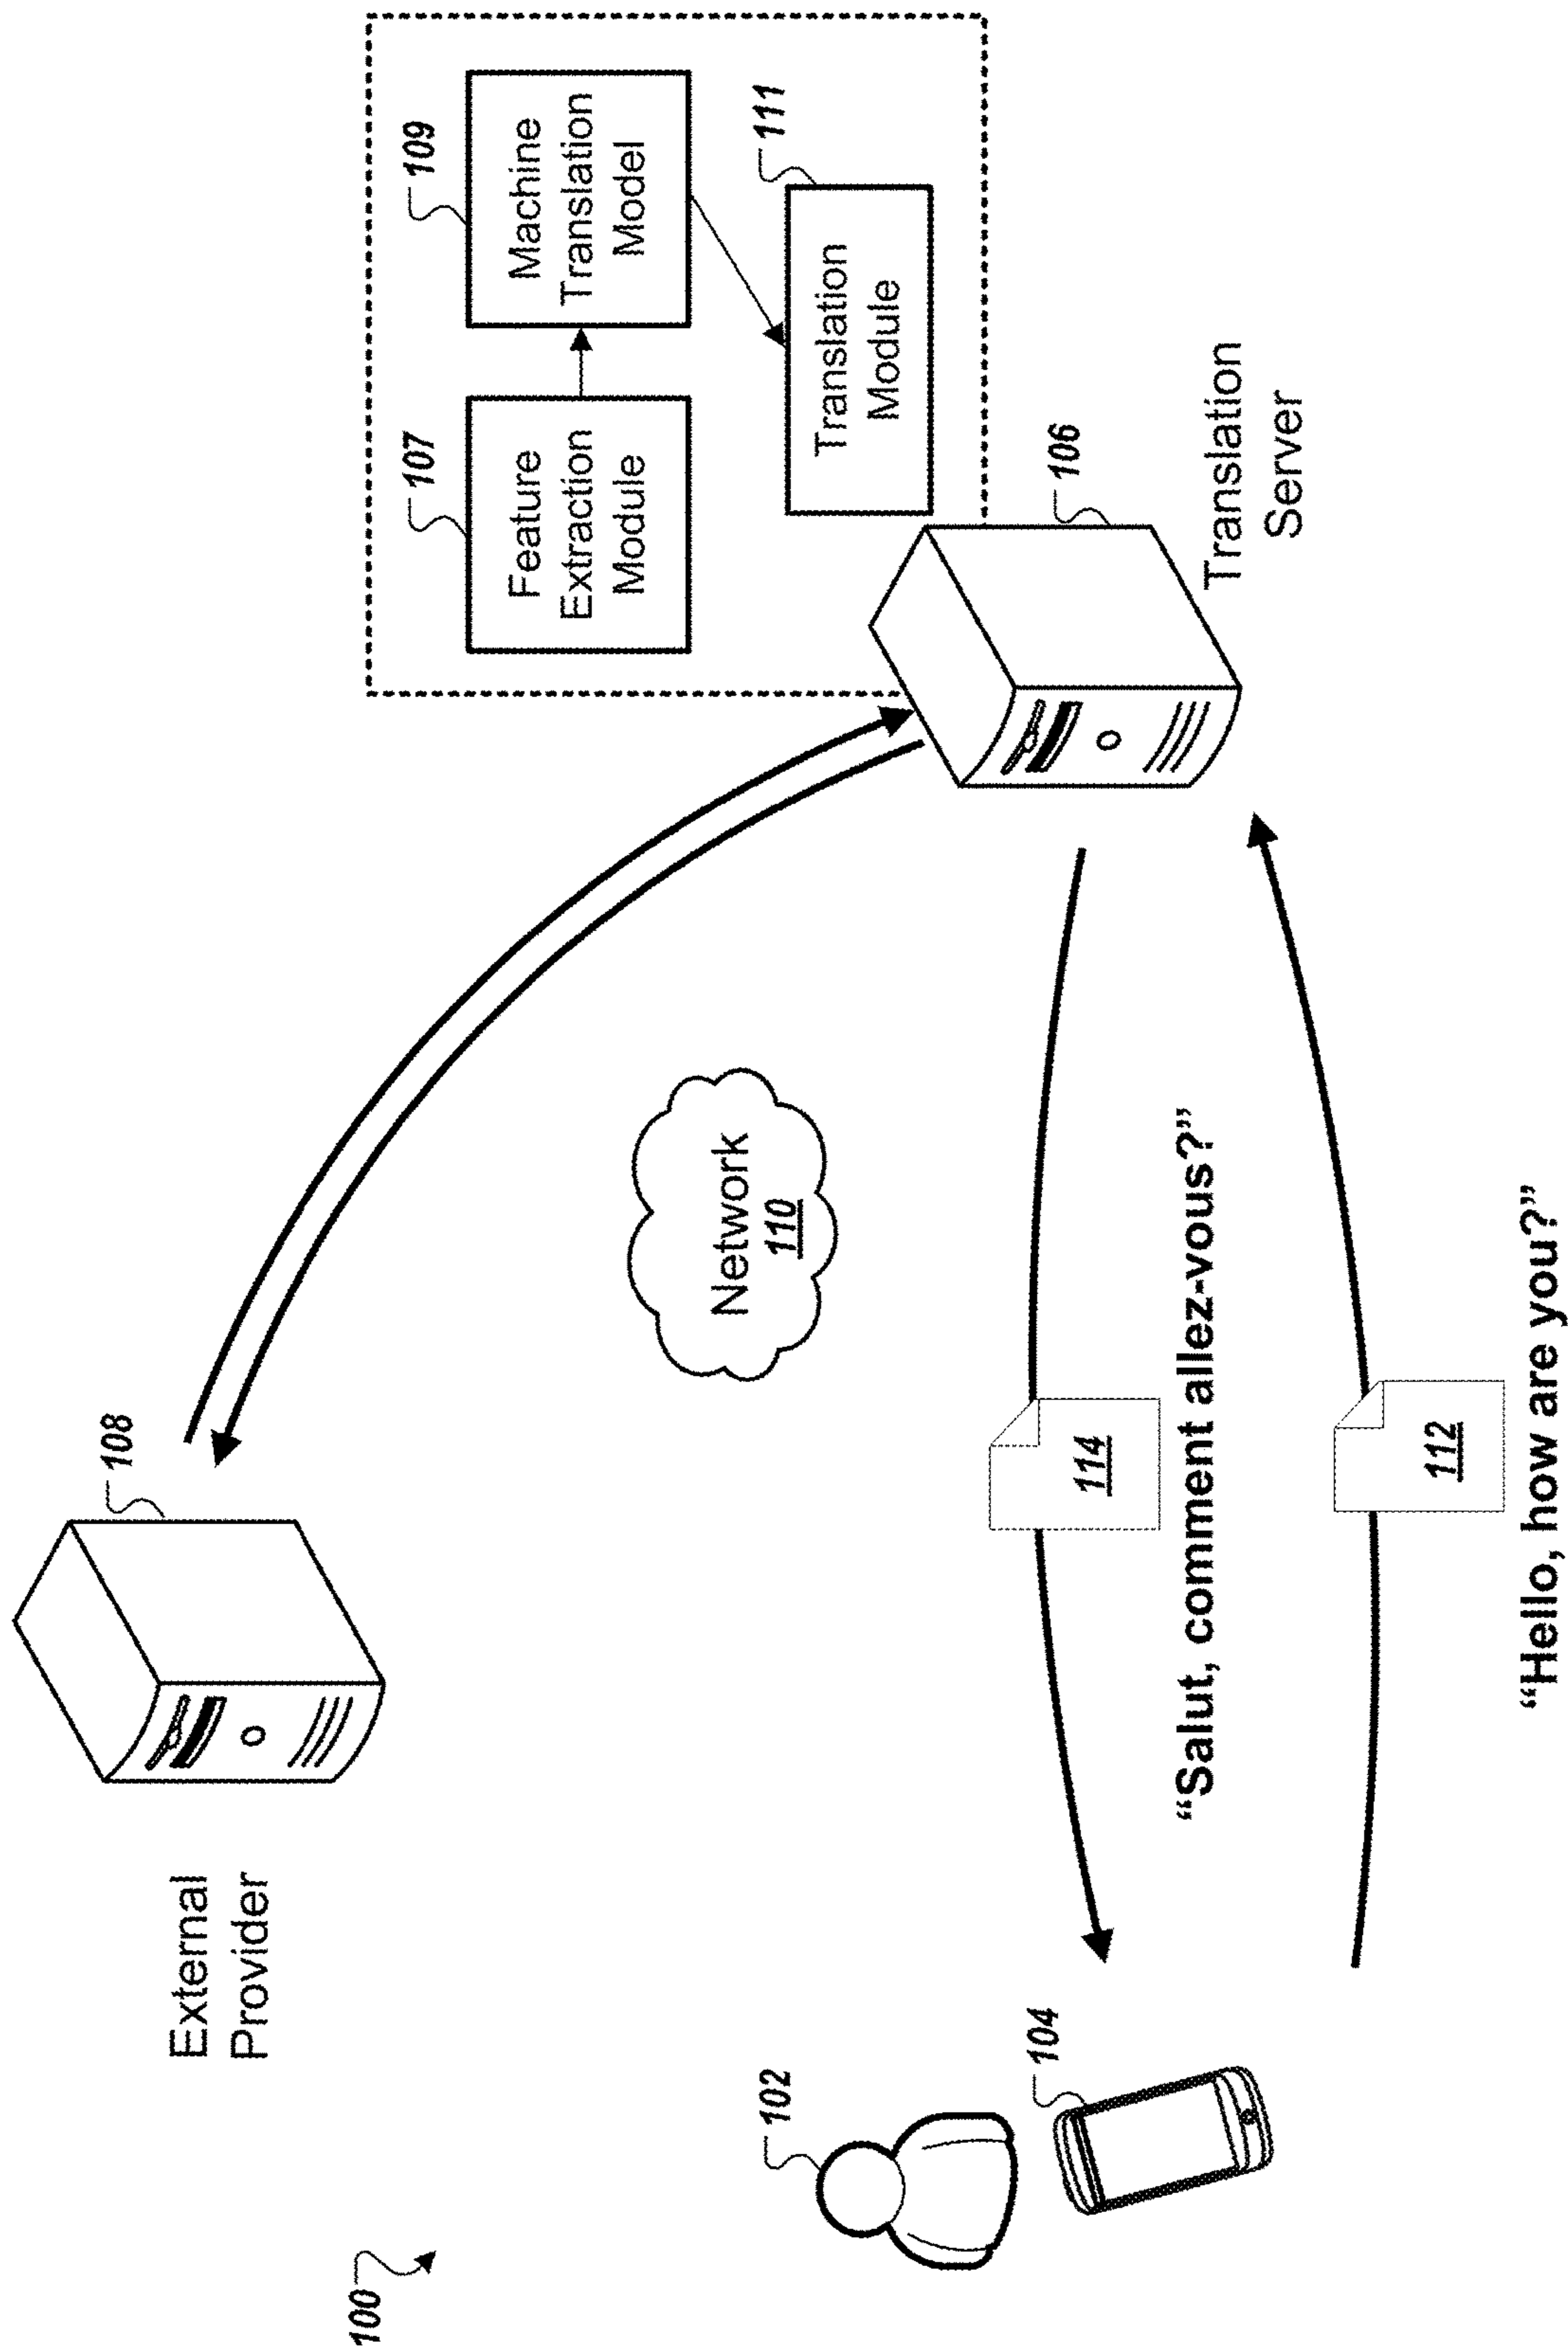 108
External
Provider
100
107
Feature
Extraction
Module
109
Machine
Translation
Model
111
Translation
Module
Network
110
102
104
106
Translation
Server
114
“Salut, comment allez-vous?”
112
“Hello, how are you?”